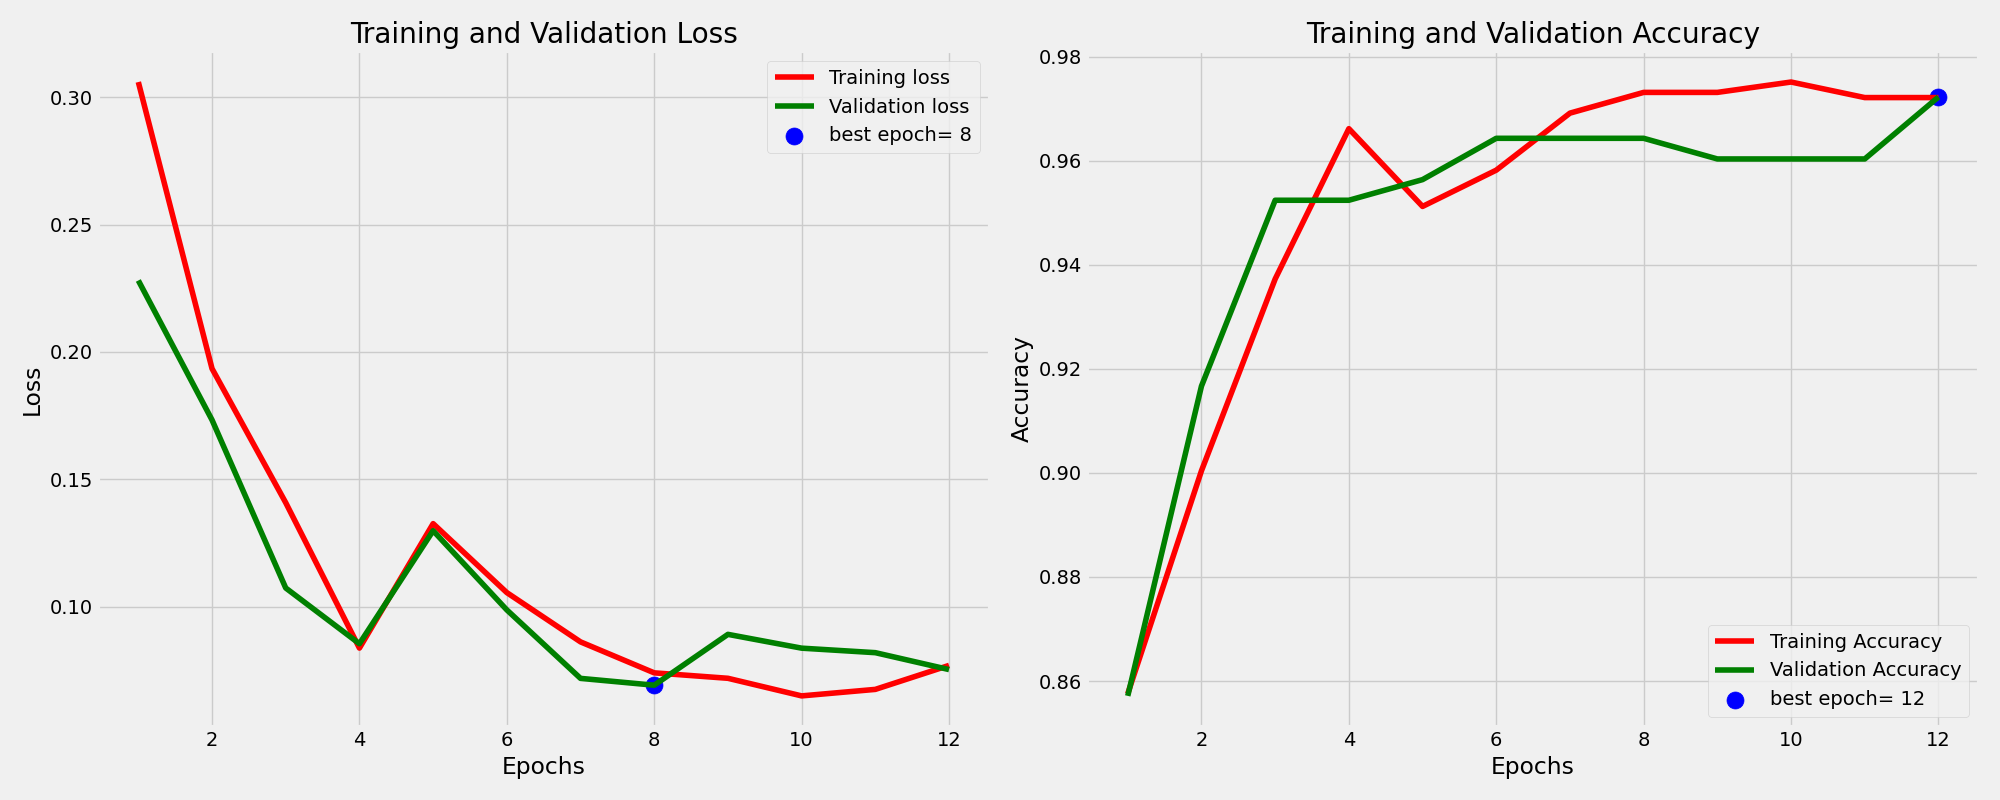 Training and Validation Loss
Loss
0.30
0.25
0.20
0.15
0.10
2 4 6 8 10 12
Epochs
Training loss
Validation loss
best epoch= 8
Training and Validation Accuracy
Accuracy
0.98
0.96
0.94
0.92
0.90
0.88
0.86
2 4 6 8 10 12
Epochs
Training Accuracy
Validation Accuracy
best epoch= 12